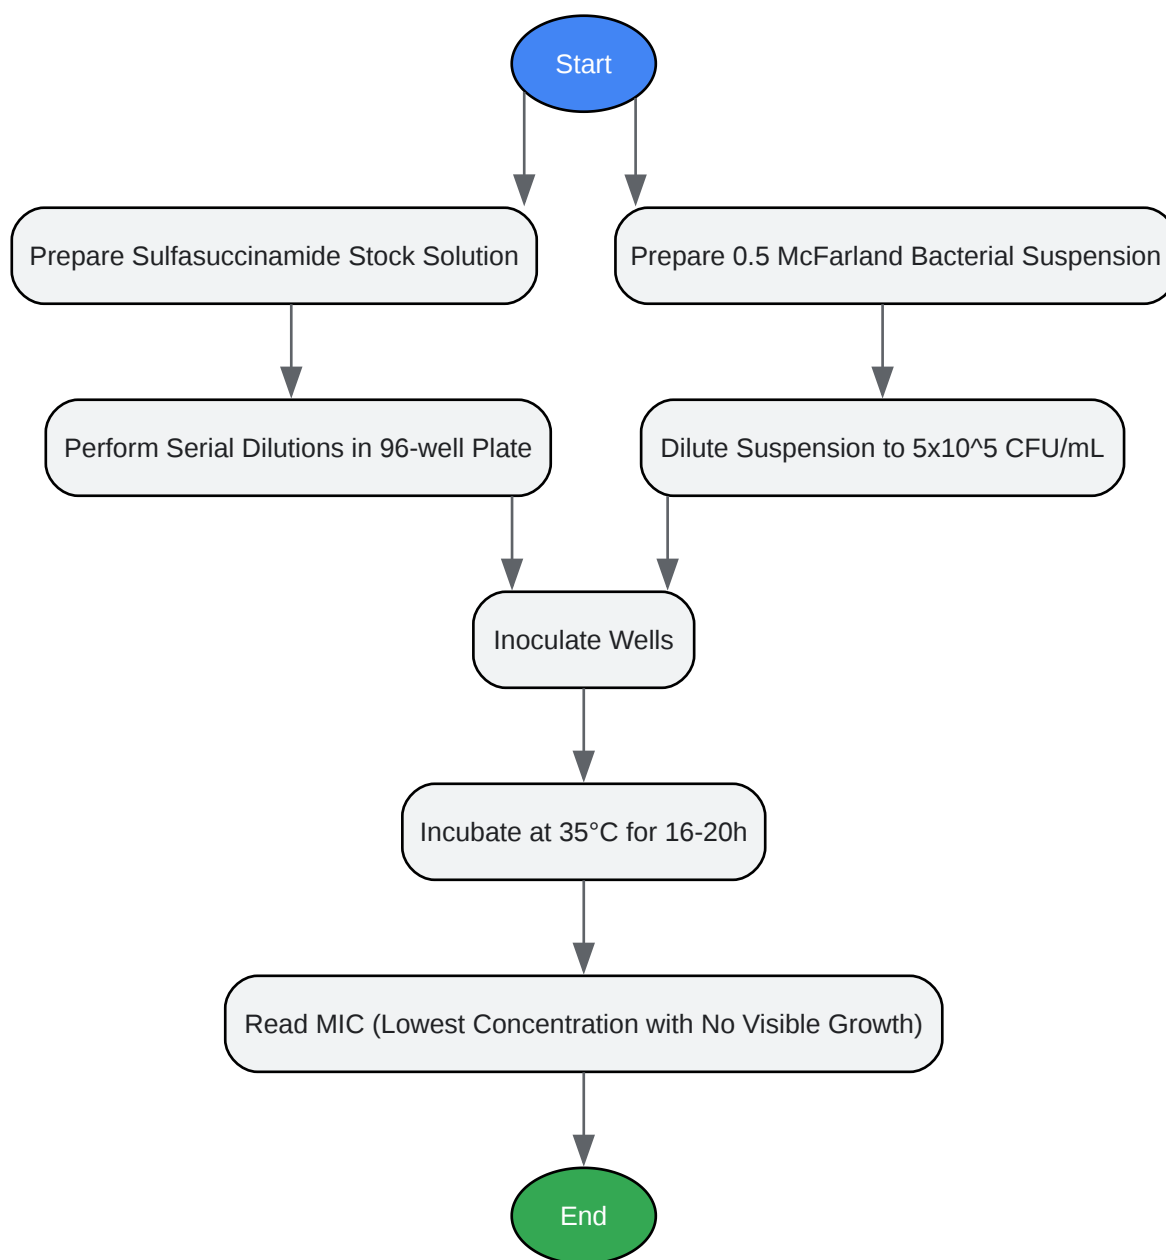 Start
Prepare Sulfasuccinamide Stock Solution
Prepare 0.5 McFarland Bacterial Suspension
Perform Serial Dilutions in 96-well Plate
Dilute Suspension to 5x10^5 CFU/mL
Inoculate Wells
Incubate at 35°C for 16-20h
Read MIC (Lowest Concentration with No Visible Growth)
End